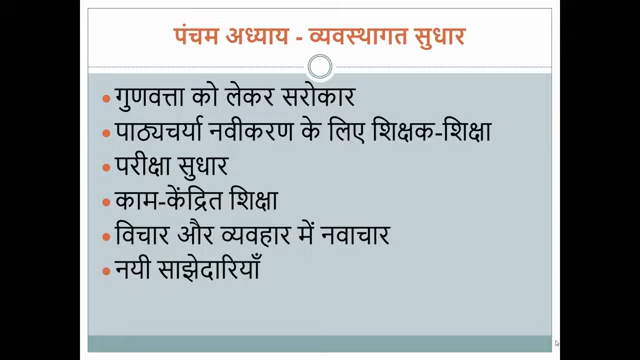 पंचम अध्याय - व्यवस्थागत सुधार
गुणवत्ता को लेकर सरोकार
पाठ्यचर्या नवीकरण के लिए शिक्षक-शिक्षा
परीक्षा सुधार
काम-केंद्रित शिक्षा
विचार और व्यवहार में नवाचार
नयी साझेदारियाँ